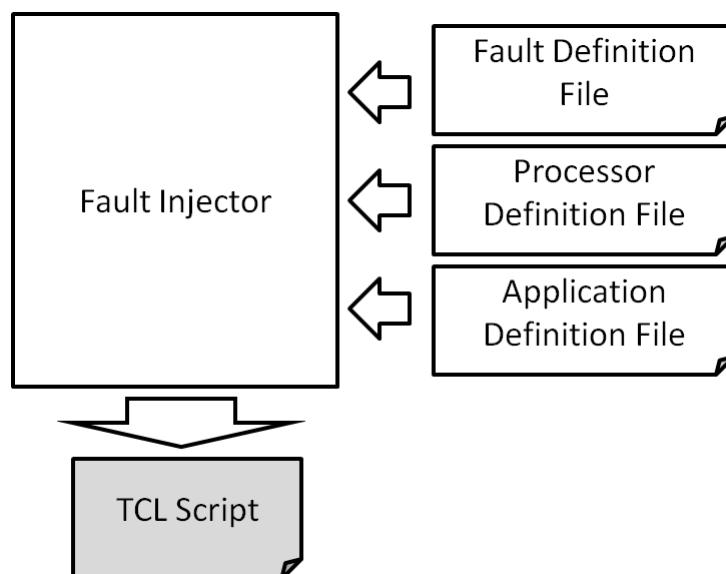 Fault Definition
File
Fault Injector
Processor
Definition File
Application
Definition File
TCL Script